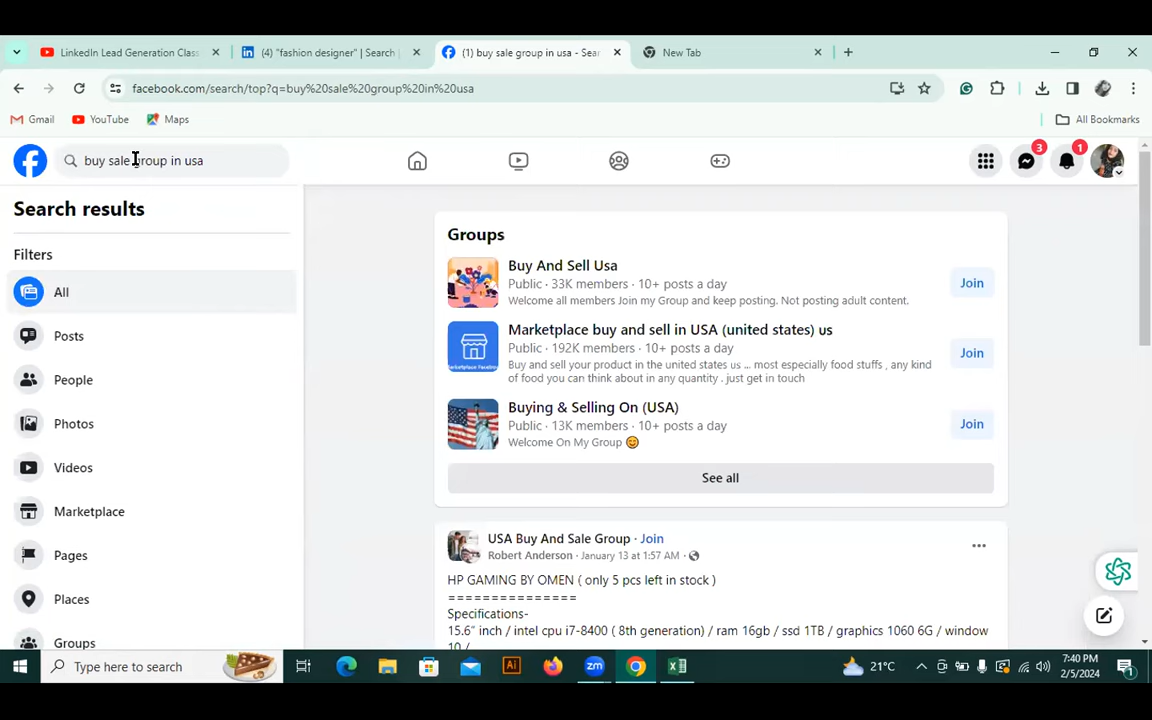 LinkedIn Lead Generation Class
(4) "fashion designer" | Search |
(1) buy sale group in usa - Sear
New Tab
facebook.com/search/top?q=buy%20sale%20group%20in%20usa
Gmail
YouTube
Maps
All Bookmarks
buy sale group in usa
3
1
Search results
Filters
All
Posts
People
Photos
Videos
Marketplace
Pages
Places
Groups
Groups
Buy And Sell Usa
Public · 33K members · 10+ posts a day
Welcome all members Join my Group and keep posting. Not posting adult content.
Join
Marketplace buy and sell in USA (united states) us
Public · 192K members · 10+ posts a day
Buy and sell your product in the united states us ... most especially food stuffs , any kind
of food you can think about in any quantity . just get in touch
Join
Buying & Selling On (USA)
Public · 13K members · 10+ posts a day
Welcome On My Group 😊
Join
See all
USA Buy And Sale Group · Join
Robert Anderson · January 13 at 1:57 AM ·
HP GAMING BY OMEN ( only 5 pcs left in stock )
===============
Specifications-
15.6" inch / intel cpu i7-8400 ( 8th generation) / ram 16gb / ssd 1TB / graphics 1060 6G / window
10 /
Type here to search
Ai
zm
21°C
7:40 PM
2/5/2024
1